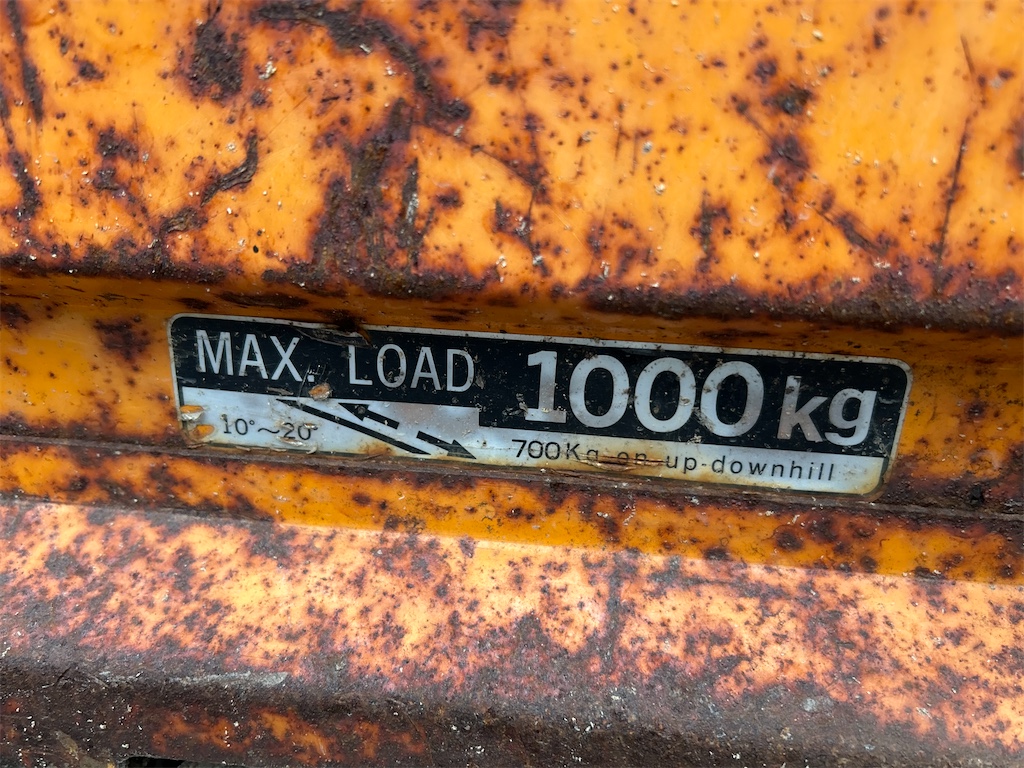 MAX. LOAD 1000kg
10°~20°
700Kg on up-downhill